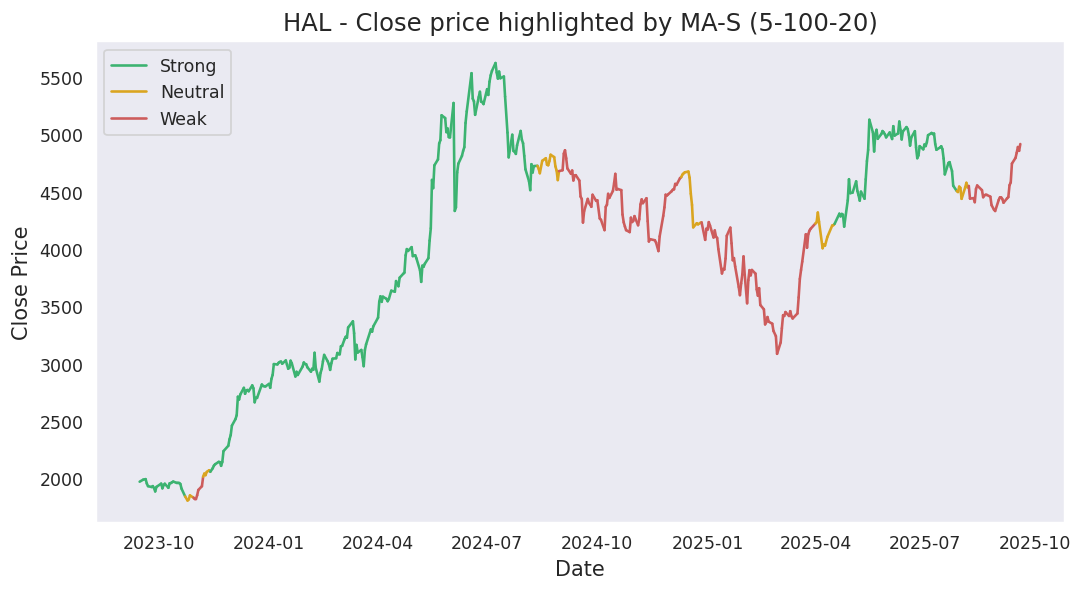 HAL - Close price highlighted by MA-S (5-100-20)
Strong
Neutral
Weak
Close Price
5500
5000
4500
4000
3500
3000
2500
2000
2023-10 2024-01 2024-04 2024-07 2024-10 2025-01 2025-04 2025-07 2025-10
Date